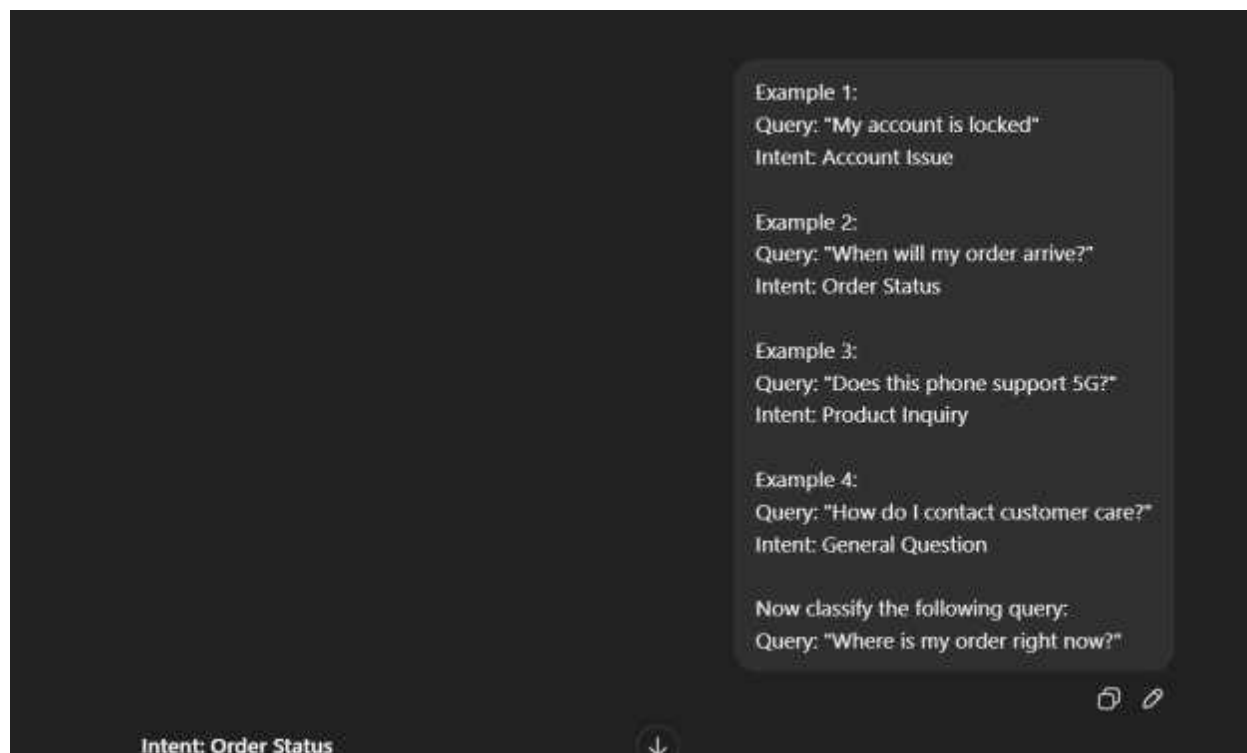 Example 1:
Query: "My account is locked"
Intent: Account Issue
Example 2:
Query: "When will my order arrive?"
Intent: Order Status
Example 3:
Query: "Does this phone support 5G?"
Intent: Product Inquiry
Example 4:
Query: "How do I contact customer care?"
Intent: General Question
Now classify the following query:
Query: "Where is my order right now?"
Intent: Order Status